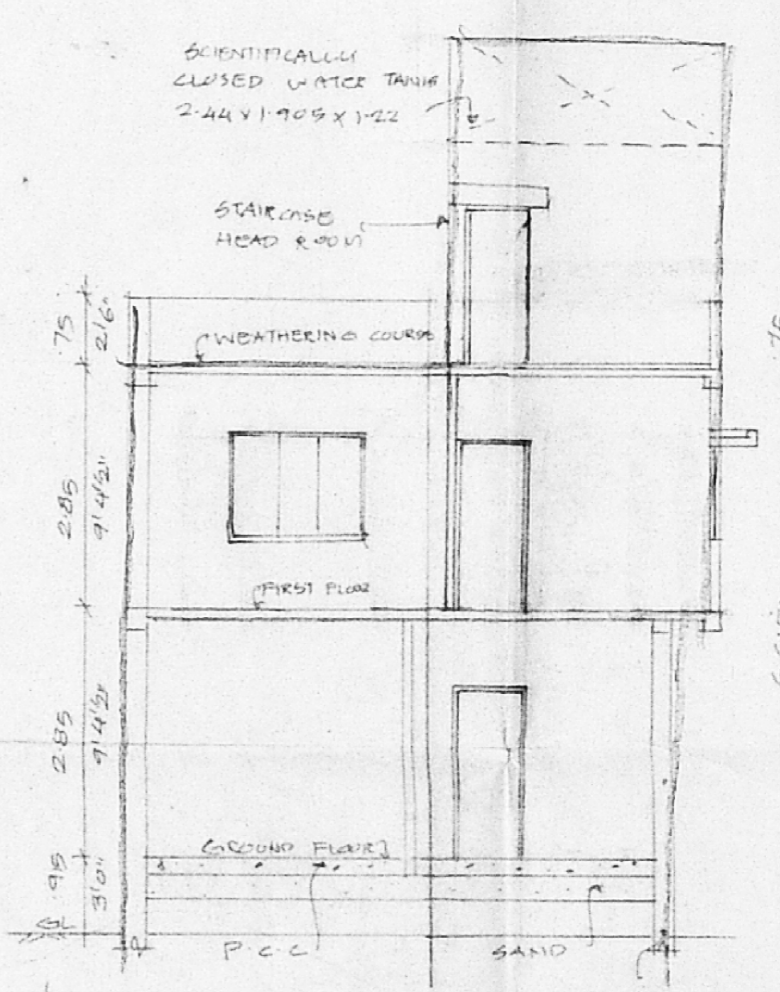 SCIENTIFICALLY
CLOSED WATER TANK
2.44 X 1.905 X 1.22
STAIRCASE
HEAD ROOM
.75
2'6"
WEATHERING COURSE
2.85
9'4½"
FIRST FLOOR
2.85
9'4½"
GROUND FLOOR
.95
3'0"
GL
P.C.C
SAND